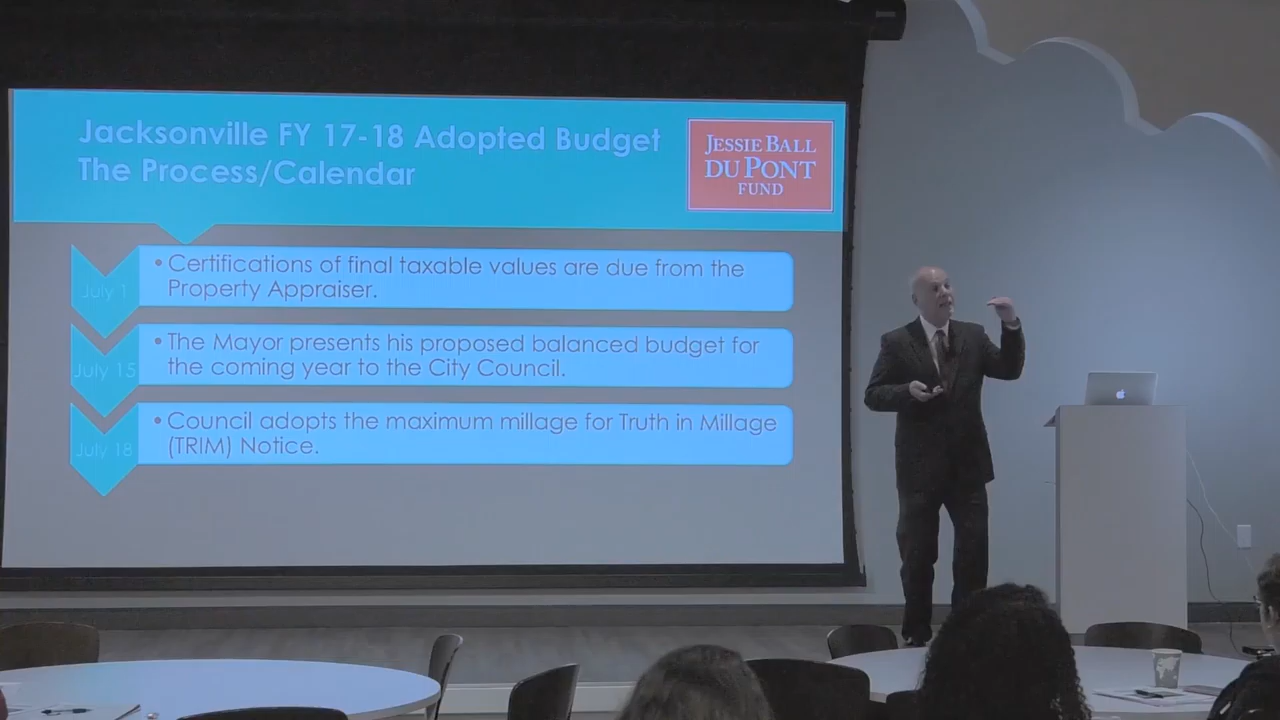 Jacksonville FY 17-18 Adopted Budget
The Process/Calendar
JESSIE BALL
DU PONT
FUND
July 1
• Certifications of final taxable values are due from the
Property Appraiser.
July 15
• The Mayor presents his proposed balanced budget for
the coming year to the City Council.
July 18
• Council adopts the maximum millage for Truth in Millage
(TRIM) Notice.